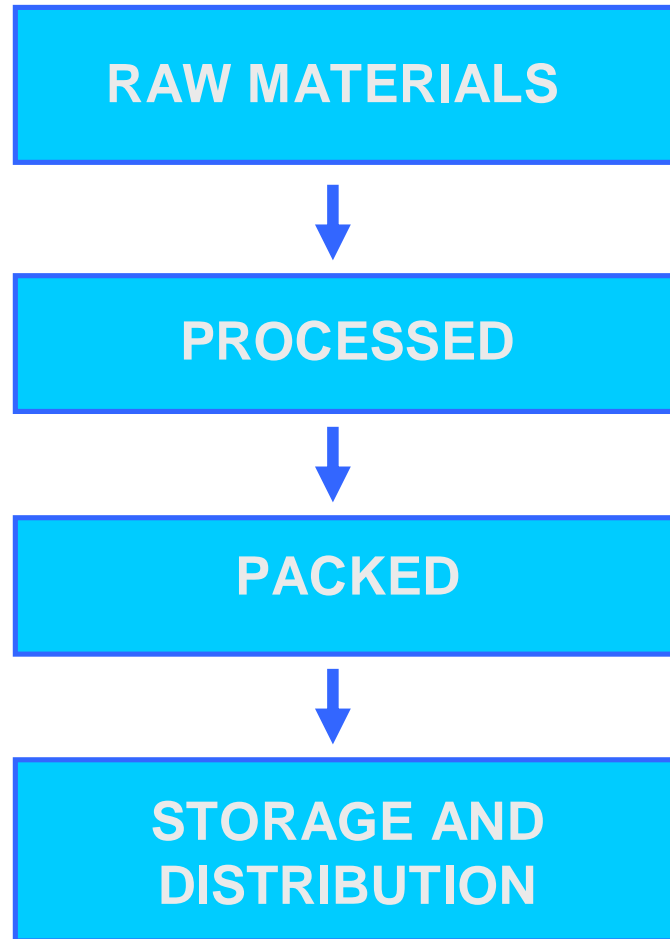 RAW MATERIALS
PROCESSED
PACKED
STORAGE AND
DISTRIBUTION